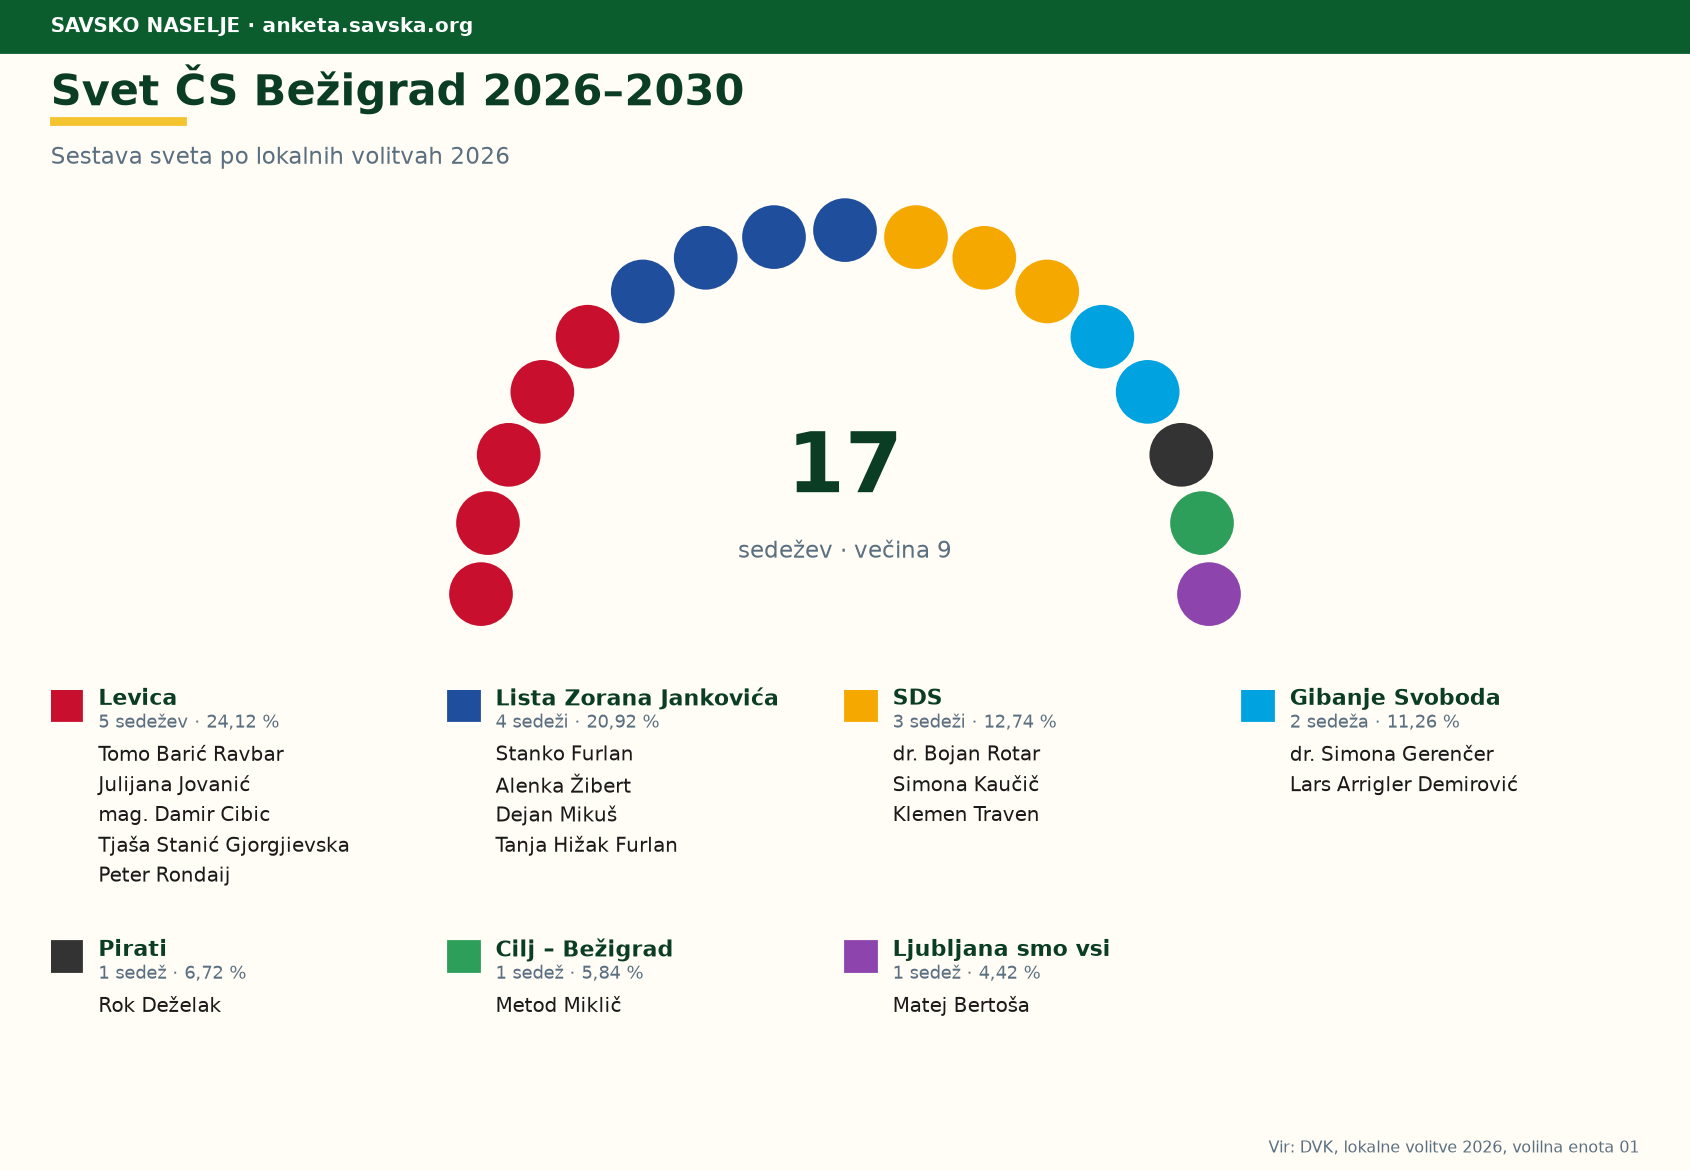 SAVSKO NASELJE · anketa.savska.org
Svet ČS Bežigrad 2026–2030
Sestava sveta po lokalnih volitvah 2026
17
sedežev · večina 9
Levica
5 sedežev · 24,12 %
Tomo Barić Ravbar
Julijana Jovanić
mag. Damir Cibic
Tjaša Stanić Gjorgjievska
Peter Rondaij
Lista Zorana Jankovića
4 sedeži · 20,92 %
Stanko Furlan
Alenka Žibert
Dejan Mikuš
Tanja Hižak Furlan
SDS
3 sedeži · 12,74 %
dr. Bojan Rotar
Simona Kaučič
Klemen Traven
Gibanje Svoboda
2 sedeža · 11,26 %
dr. Simona Gerenčer
Lars Arrigler Demirović
Pirati
1 sedež · 6,72 %
Rok Deželak
Cilj – Bežigrad
1 sedež · 5,84 %
Metod Miklič
Ljubljana smo vsi
1 sedež · 4,42 %
Matej Bertoša
Vir: DVK, lokalne volitve 2026, volilna enota 01